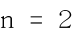 n = 2